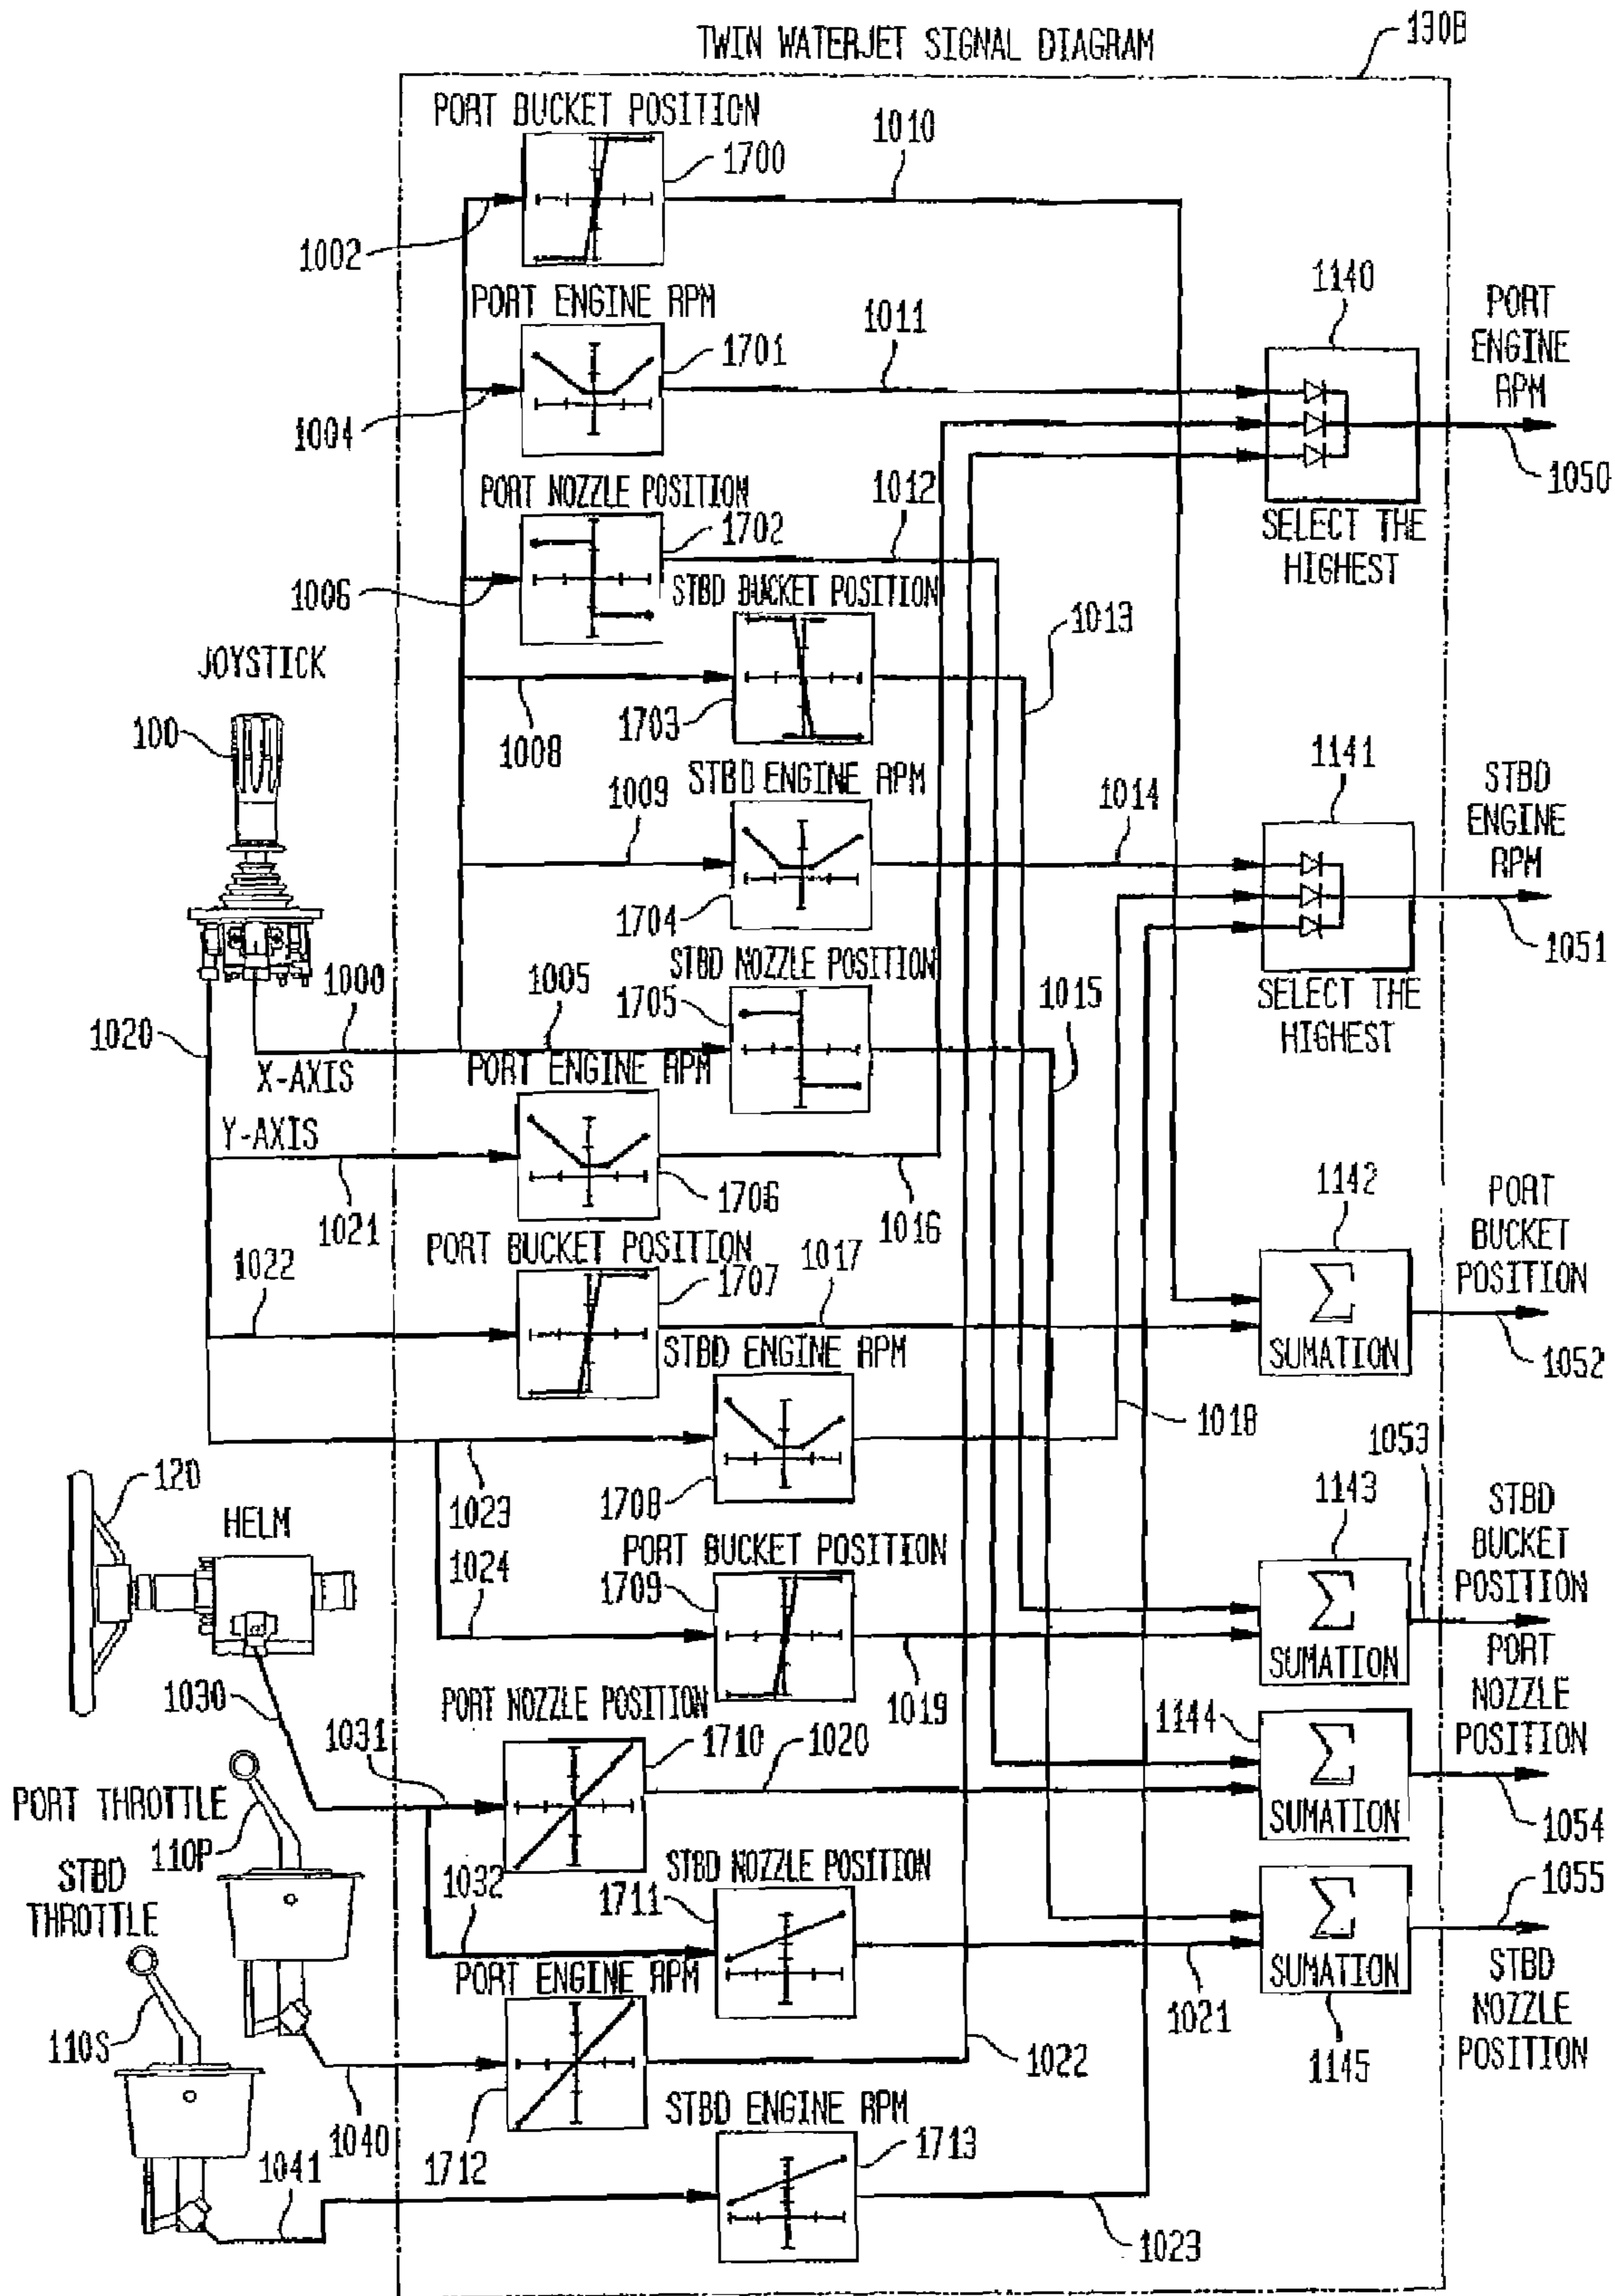 TWIN WATERJET SIGNAL DIAGRAM
130B
PORT BUCKET POSITION
1700
1010
1002
PORT ENGINE RPM
1701
1011
1004
1140
PORT
ENGINE
RPM
1050
SELECT THE
HIGHEST
PORT NOZZLE POSITION
1702
1012
1006
STBD BUCKET POSITION
1013
1703
1008
JOYSTICK
100
STBD ENGINE RPM
1009
1704
1014
1141
STBD
ENGINE
RPM
1051
SELECT THE
HIGHEST
STBD NOZZLE POSITION
1000
1005
1705
1015
1020
X-AXIS
PORT ENGINE RPM
Y-AXIS
1021
1706
1016
PORT BUCKET POSITION
1022
1707
1017
1142
PORT
BUCKET
POSITION
SUMATION
1052
STBD ENGINE RPM
1018
1023
1708
1053
120
HELM
1024
PORT BUCKET POSITION
1709
1019
1143
STBD
BUCKET
POSITION
SUMATION
1030
1031
PORT NOZZLE POSITION
1710
1020
1144
PORT
NOZZLE
POSITION
SUMATION
1054
PORT THROTTLE
110P
STBD
THROTTLE
1032
STBD NOZZLE POSITION
1711
1021
1055
SUMATION
1145
STBD
NOZZLE
POSITION
PORT ENGINE RPM
110S
1040
1712
1022
STBD ENGINE RPM
1041
1713
1023